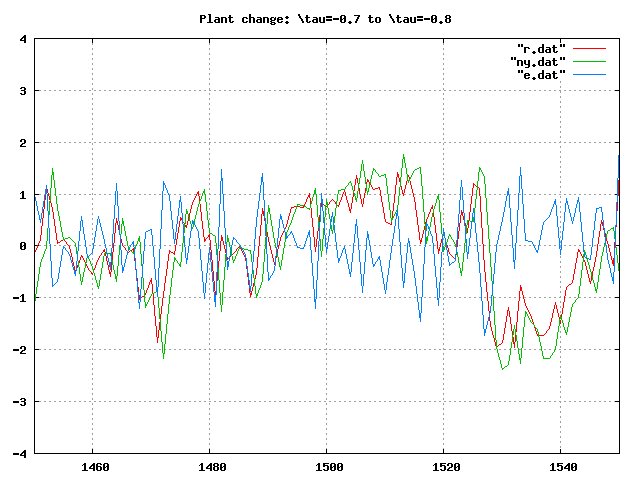 Plant change: \tau=-0.7 to \tau=-0.8
4
"r.dat"
"ny.dat"
"e.dat"
3
2
1
0
-1
-2
-3
-4
1460 1480 1500 1520 1540